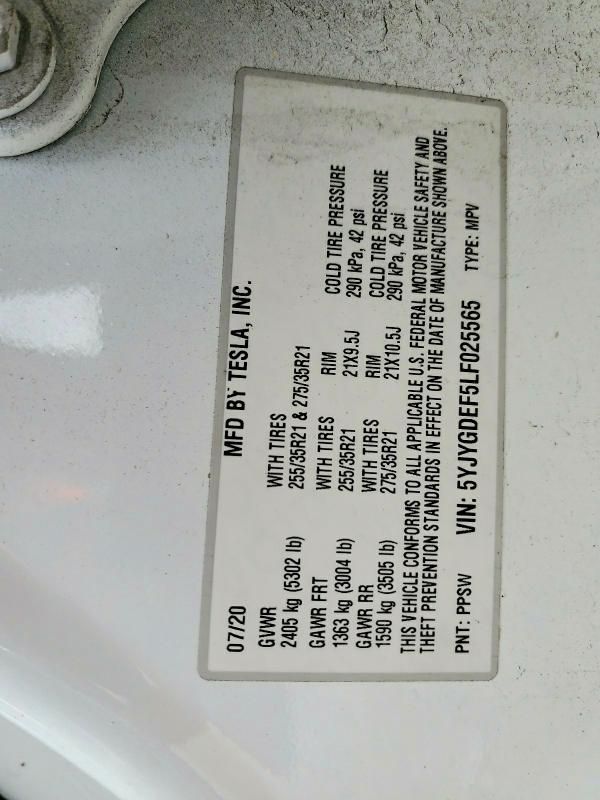 07/20 MFD BY TESLA, INC.
GVWR WITH TIRES
2405 kg (5302 lb) 255/35R21 & 275/35R21
GAWR FRT WITH TIRES RIM COLD TIRE PRESSURE
1363 kg (3004 lb) 255/35R21 21X9.5J 290 kPa, 42 psi
GAWR RR WITH TIRES RIM COLD TIRE PRESSURE
1590 kg (3505 lb) 275/35R21 21X10.5J 290 kPa, 42 psi
THIS VEHICLE CONFORMS TO ALL APPLICABLE U.S. FEDERAL MOTOR VEHICLE SAFETY AND
THEFT PREVENTION STANDARDS IN EFFECT ON THE DATE OF MANUFACTURE SHOWN ABOVE.
PNT: PPSW VIN: 5YJYGDEF5LF025565 TYPE: MPV